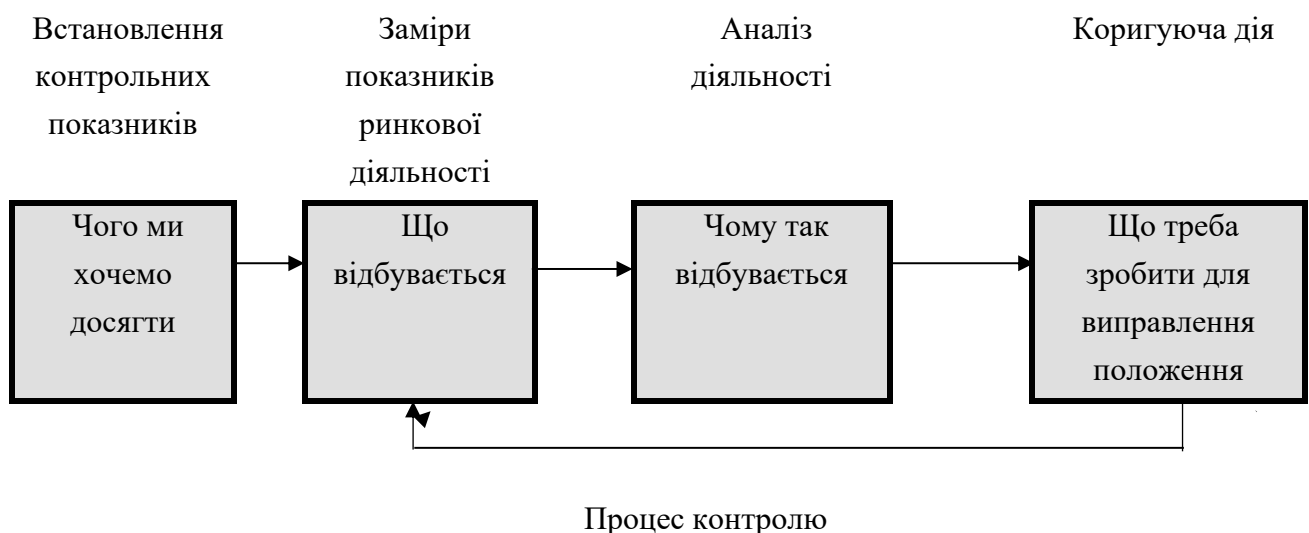 Встановлення
контрольних
показників
Заміри
показників
ринкової
діяльності
Аналіз
діяльності
Коригуюча дія
Чого ми
хочемо
досягти
Що
відбувається
Чому так
відбувається
Що треба
зробити для
виправлення
положення
Процес контролю